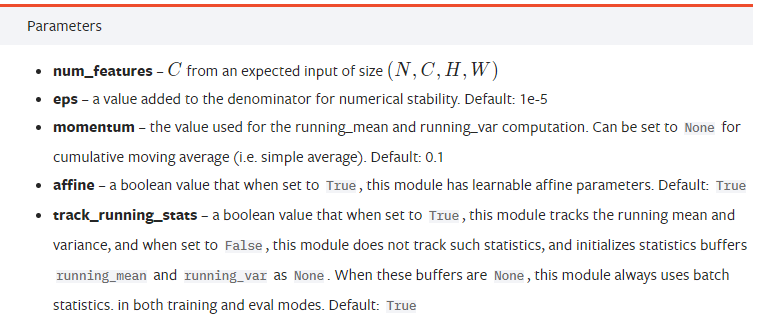 Parameters
• num_features – C from an expected input of size (N, C, H, W)
• eps – a value added to the denominator for numerical stability. Default: 1e-5
• momentum – the value used for the running_mean and running_var computation. Can be set to None for
cumulative moving average (i.e. simple average). Default: 0.1
• affine – a boolean value that when set to True, this module has learnable affine parameters. Default: True
• track_running_stats – a boolean value that when set to True, this module tracks the running mean and
variance, and when set to False, this module does not track such statistics, and initializes statistics buffers
running_mean and running_var as None. When these buffers are None, this module always uses batch
statistics. in both training and eval modes. Default: True